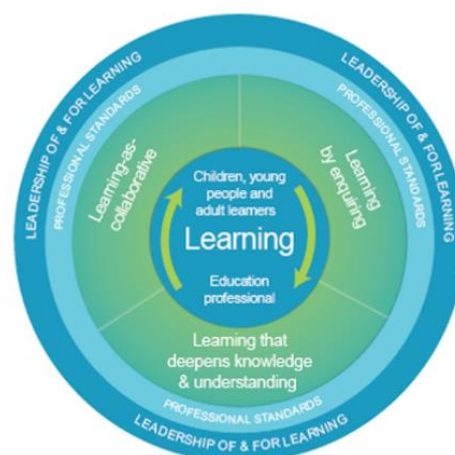 LEADERSHIP OF & FOR LEARNING
LEADERSHIP OF & FOR LEARNING
PROFESSIONAL STANDARDS
PROFESSIONAL STANDARDS
Learning-as-
collaborative
Learning
by enquiring
Children, young
people and
adult learners
Learning
Education
professional
Learning that
deepens knowledge
& understanding
PROFESSIONAL STANDARDS
LEADERSHIP OF & FOR LEARNING